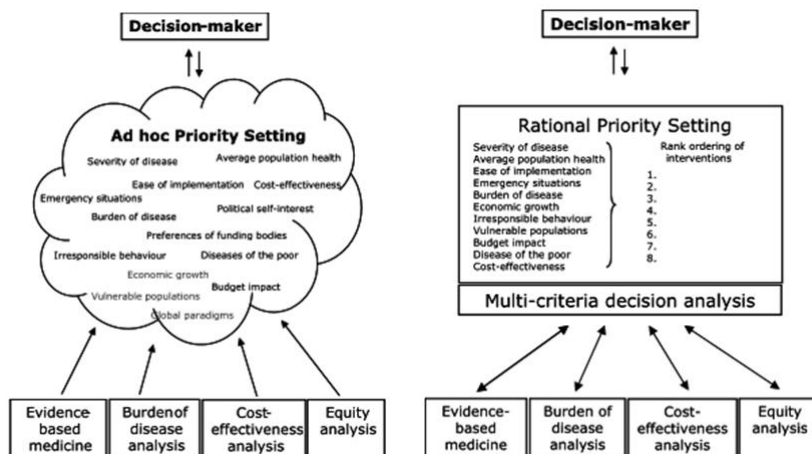 Decision-maker
Ad hoc Priority Setting
Severity of disease
Average population health
Ease of implementation
Cost-effectiveness
Emergency situations
Burden of disease
Political self-interest
Preferences of funding bodies
Irresponsible behaviour
Diseases of the poor
Economic growth
Budget impact
Vulnerable populations
Global paradigms
Evidence-
based
medicine
Burden of
disease
analysis
Cost-
effectiveness
analysis
Equity
analysis
Decision-maker
Rational Priority Setting
Severity of disease
Average population health
Ease of implementation
Emergency situations
Burden of disease
Economic growth
Irresponsible behaviour
Vulnerable populations
Budget impact
Disease of the poor
Cost-effectiveness
Rank ordering of
interventions
1.
2.
3.
4.
5.
6.
7.
8.
Multi-criteria decision analysis
Evidence-
based
medicine
Burden of
disease
analysis
Cost-
effectiveness
analysis
Equity
analysis